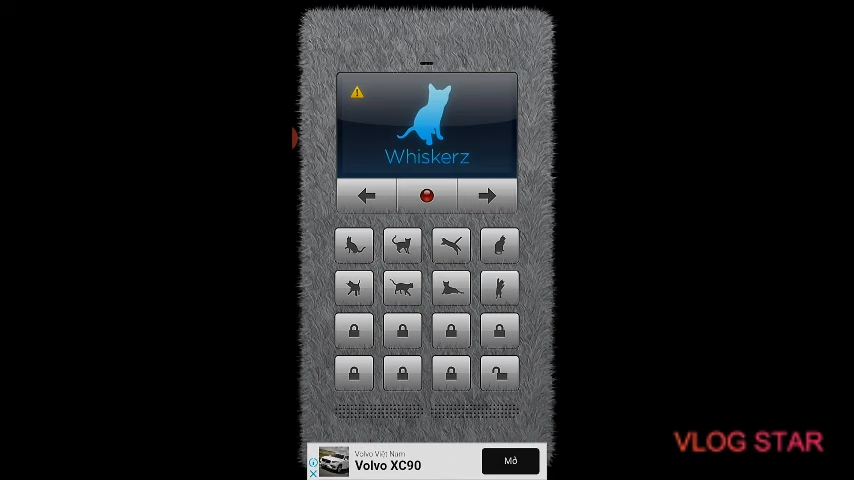 Whiskerz
Volvo Việt Nam
Volvo XC90
Mở
VLOG STAR